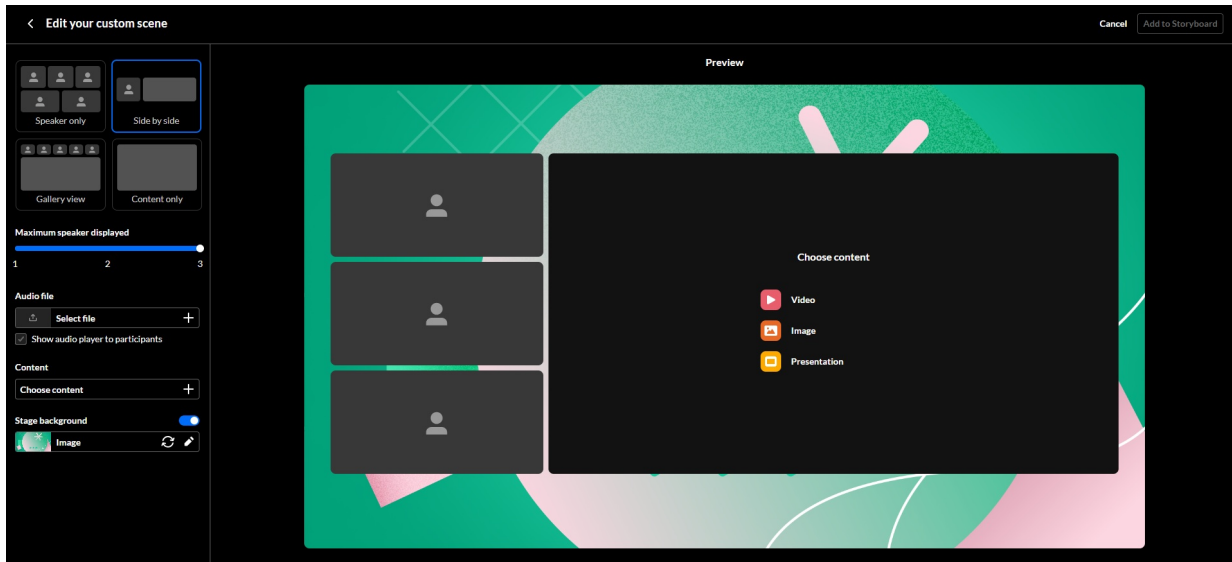 Edit your custom scene
Cancel
Add to Storyboard
Speaker only
Side by side
Gallery view
Content only
Maximum speaker displayed
1 2 3
Audio file
Select file
Show audio player to participants
Content
Choose content
Stage background
Image
Preview
Choose content
Video
Image
Presentation